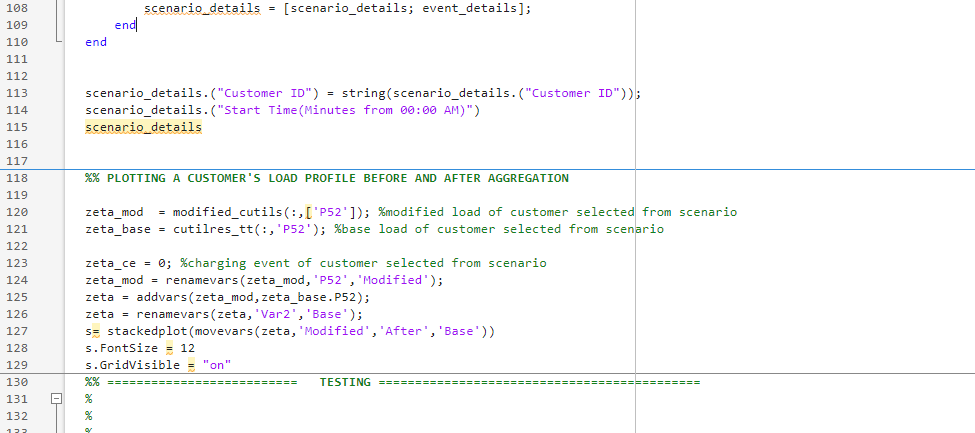 108 scenario_details = [scenario_details; event_details];
109 end
110 end
111
112
113 scenario_details.("Customer ID") = string(scenario_details.("Customer ID"));
114 scenario_details.("Start Time(Minutes from 00:00 AM)")
115 scenario_details
116
117
118 %% PLOTTING A CUSTOMER'S LOAD PROFILE BEFORE AND AFTER AGGREGATION
119
120 zeta_mod  = modified_cutils(:,['P52']); %modified load of customer selected from scenario
121 zeta_base = cutilres_tt(:,'P52'); %base load of customer selected from scenario
122
123 zeta_ce = 0; %charging event of customer selected from scenario
124 zeta_mod = renamevars(zeta_mod,'P52','Modified');
125 zeta = addvars(zeta_mod,zeta_base.P52);
126 zeta = renamevars(zeta,'Var2','Base');
127 s= stackedplot(movevars(zeta,'Modified','After','Base'))
128 s.FontSize = 12
129 s.GridVisible = "on"
130 %% ==========================   TESTING ============================================
131 %
132 %
133 %